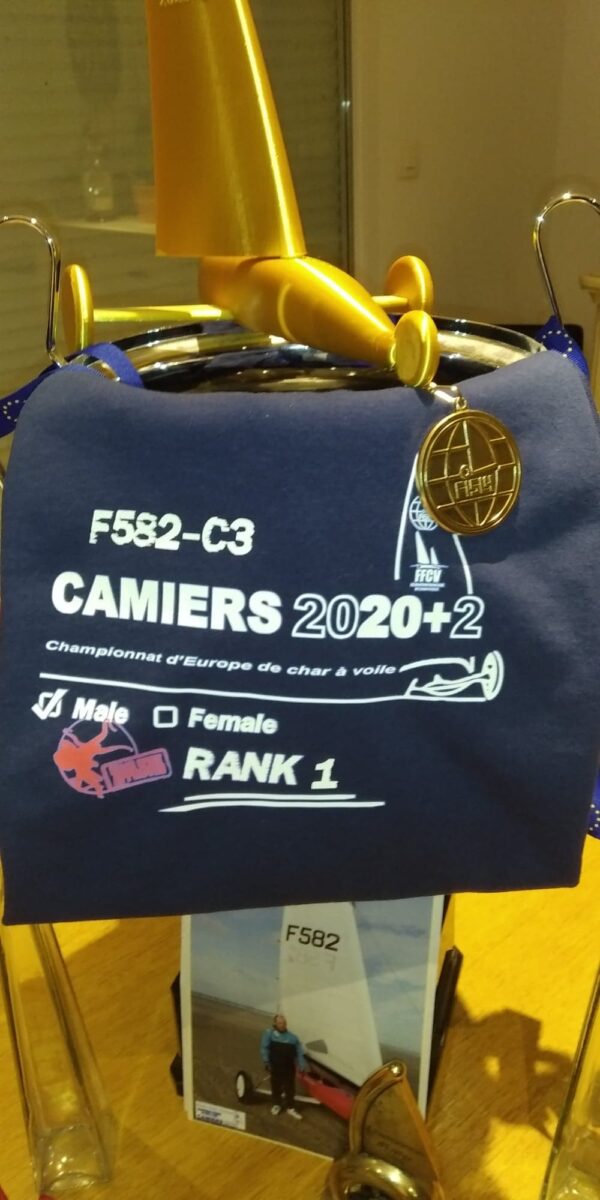 F582-C3
FFCV
CAMIERS 2020+2
Championnat d'Europe de char à voile
Male Female
RANK 1
F582